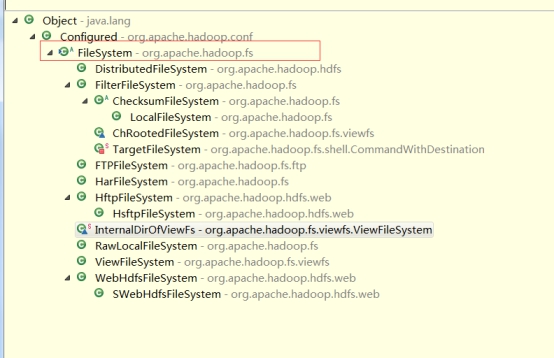 Object - java.lang
Configured - org.apache.hadoop.conf
FileSystem - org.apache.hadoop.fs
DistributedFileSystem - org.apache.hadoop.hdfs
FilterFileSystem - org.apache.hadoop.fs
ChecksumFileSystem - org.apache.hadoop.fs
LocalFileSystem - org.apache.hadoop.fs
ChRootedFileSystem - org.apache.hadoop.fs.viewfs
TargetFileSystem - org.apache.hadoop.fs.shell.CommandWithDestination
FTPFileSystem - org.apache.hadoop.fs.ftp
HarFileSystem - org.apache.hadoop.fs
HftpFileSystem - org.apache.hadoop.hdfs.web
HsftpFileSystem - org.apache.hadoop.hdfs.web
InternalDirOfViewFs - org.apache.hadoop.fs.viewfs.ViewFileSystem
RawLocalFileSystem - org.apache.hadoop.fs
ViewFileSystem - org.apache.hadoop.fs.viewfs
WebHdfsFileSystem - org.apache.hadoop.hdfs.web
SWebHdfsFileSystem - org.apache.hadoop.hdfs.web